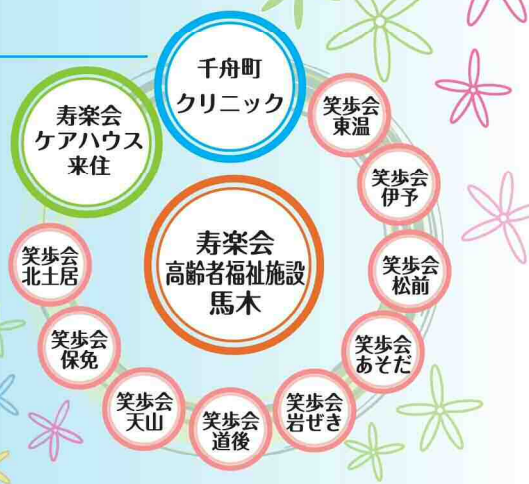 千舟町
クリニック
寿楽会
ケアハウス
来住
笑歩会
東温
笑歩会
伊予
寿楽会
高齢者福祉施設
馬木
笑歩会
北土居
笑歩会
松前
笑歩会
保免
笑歩会
あそだ
笑歩会
天山
笑歩会
道後
笑歩会
岩ぜき